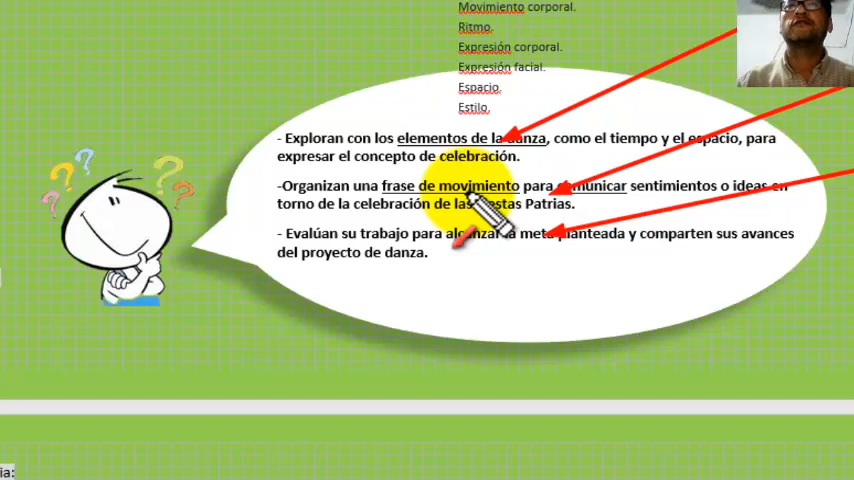 Movimiento corporal.
Ritmo.
Expresión corporal.
Expresión facial.
Espacio.
Estilo.
- Exploran con los elementos de la danza, como el tiempo y el espacio, para
expresar el concepto de celebración.
-Organizan una frase de movimiento para comunicar sentimientos o ideas en
torno de la celebración de las Fiestas Patrias.
- Evalúan su trabajo para alcanzar la meta planteada y comparten sus avances
del proyecto de danza.
ia: